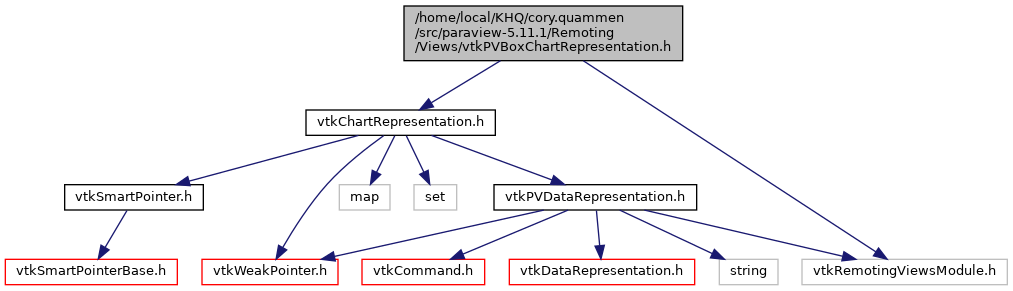 /home/local/KHQ/cory.quammen
/src/paraview-5.11.1/Remoting
/Views/vtkPVBoxChartRepresentation.h
vtkChartRepresentation.h
vtkSmartPointer.h
map
set
vtkPVDataRepresentation.h
vtkSmartPointerBase.h
vtkWeakPointer.h
vtkCommand.h
vtkDataRepresentation.h
string
vtkRemotingViewsModule.h